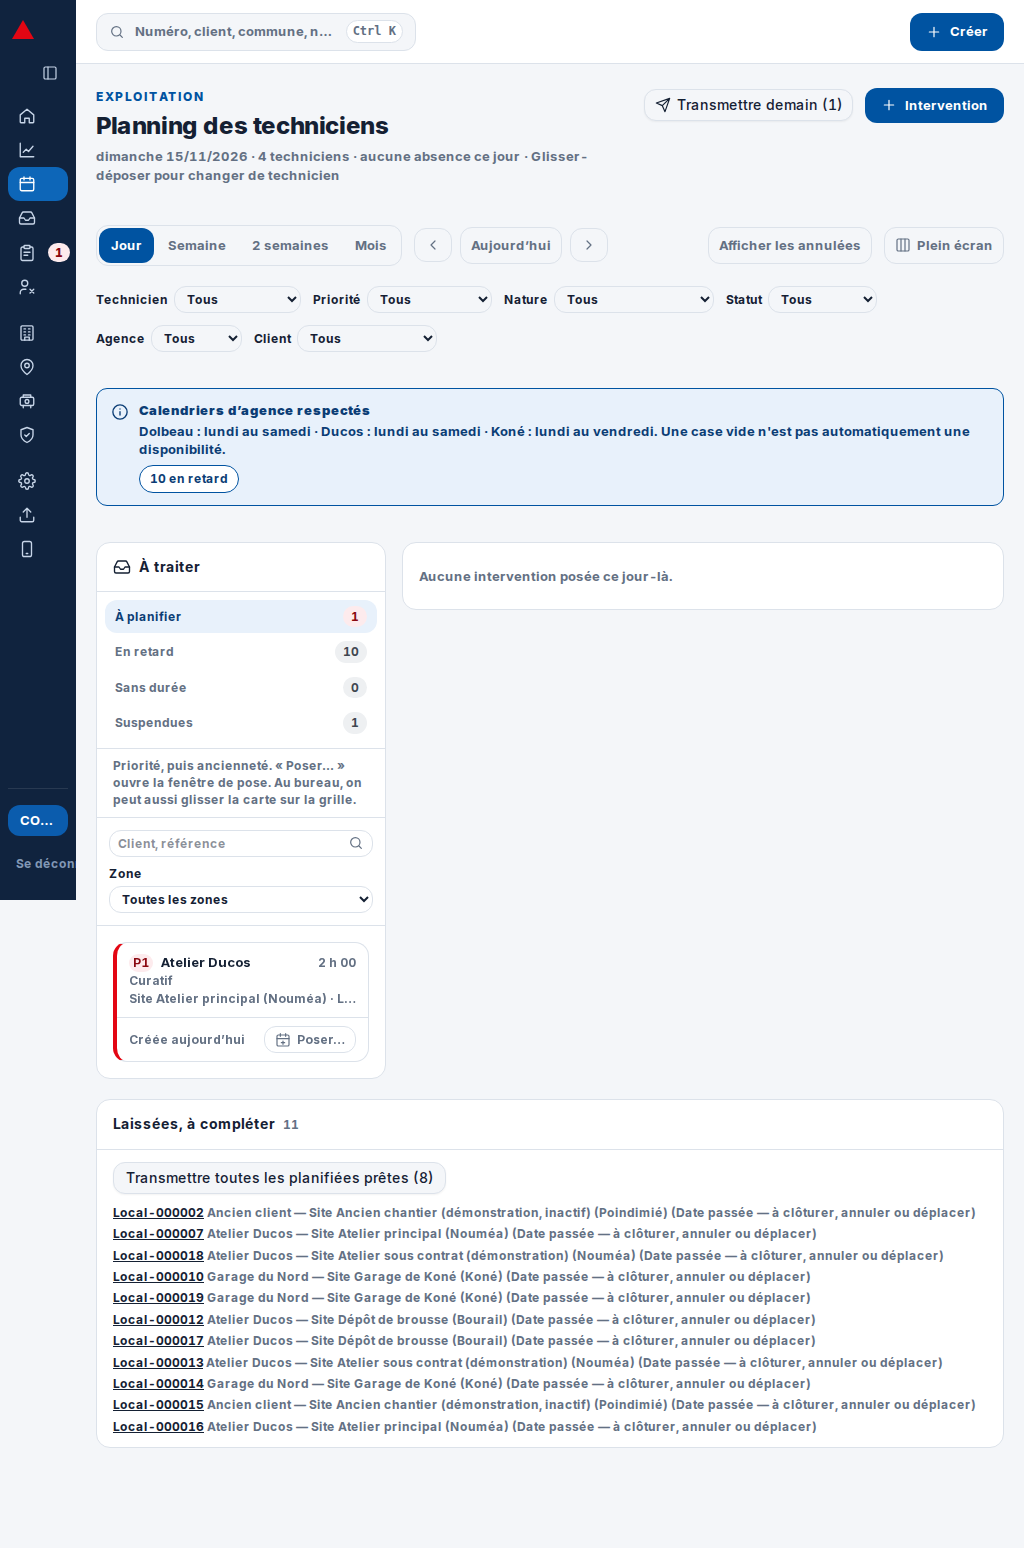 Numéro, client, commune, n… Ctrl K
Créer
EXPLOITATION
Planning des techniciens
dimanche 15/11/2026 · 4 techniciens · aucune absence ce jour · Glisser-
déposer pour changer de technicien
Transmettre demain (1)
Intervention
Jour Semaine 2 semaines Mois Aujourd’hui Afficher les annulées Plein écran
Technicien Tous Priorité Tous Nature Tous Statut Tous
Agence Tous Client Tous
1
Calendriers d’agence respectés
Dolbeau : lundi au samedi · Ducos : lundi au samedi · Koné : lundi au vendredi. Une case vide n'est pas automatiquement une
disponibilité.
10 en retard
À traiter
À planifier 1
En retard 10
Sans durée 0
Suspendues 1
Priorité, puis ancienneté. « Poser… »
ouvre la fenêtre de pose. Au bureau, on
peut aussi glisser la carte sur la grille.
Client, référence
Zone
Toutes les zones
P1 Atelier Ducos 2 h 00
Curatif
Site Atelier principal (Nouméa) · L…
Créée aujourd’hui Poser…
Aucune intervention posée ce jour-là.
CO…
Se décon
Laissées, à compléter 11
Transmettre toutes les planifiées prêtes (8)
Local-000002 Ancien client — Site Ancien chantier (démonstration, inactif) (Poindimié) (Date passée — à clôturer, annuler ou déplacer)
Local-000007 Atelier Ducos — Site Atelier principal (Nouméa) (Date passée — à clôturer, annuler ou déplacer)
Local-000018 Atelier Ducos — Site Atelier sous contrat (démonstration) (Nouméa) (Date passée — à clôturer, annuler ou déplacer)
Local-000010 Garage du Nord — Site Garage de Koné (Koné) (Date passée — à clôturer, annuler ou déplacer)
Local-000019 Garage du Nord — Site Garage de Koné (Koné) (Date passée — à clôturer, annuler ou déplacer)
Local-000012 Atelier Ducos — Site Dépôt de brousse (Bourail) (Date passée — à clôturer, annuler ou déplacer)
Local-000017 Atelier Ducos — Site Dépôt de brousse (Bourail) (Date passée — à clôturer, annuler ou déplacer)
Local-000013 Atelier Ducos — Site Atelier sous contrat (démonstration) (Nouméa) (Date passée — à clôturer, annuler ou déplacer)
Local-000014 Garage du Nord — Site Garage de Koné (Koné) (Date passée — à clôturer, annuler ou déplacer)
Local-000015 Ancien client — Site Ancien chantier (démonstration, inactif) (Poindimié) (Date passée — à clôturer, annuler ou déplacer)
Local-000016 Atelier Ducos — Site Atelier principal (Nouméa) (Date passée — à clôturer, annuler ou déplacer)